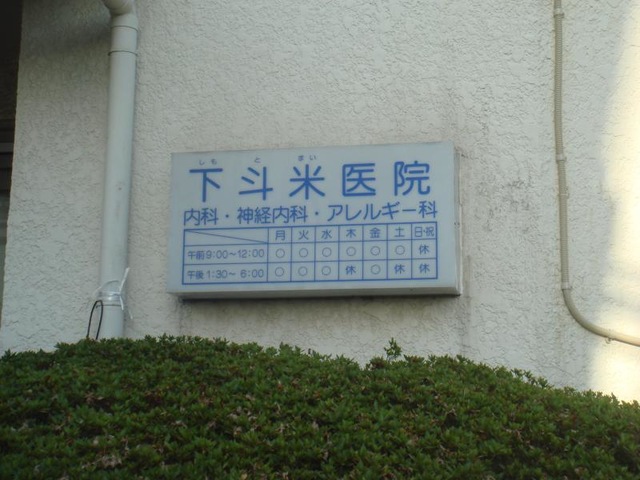 しもとまい
下斗米医院
内科・神経内科・アレルギー科
月 火 水 木 金 土 日・祝
午前9:00〜12:00 ○ ○ ○ ○ ○ ○ 休
午後1:30〜6:00 ○ ○ ○ 休 ○ 休 休